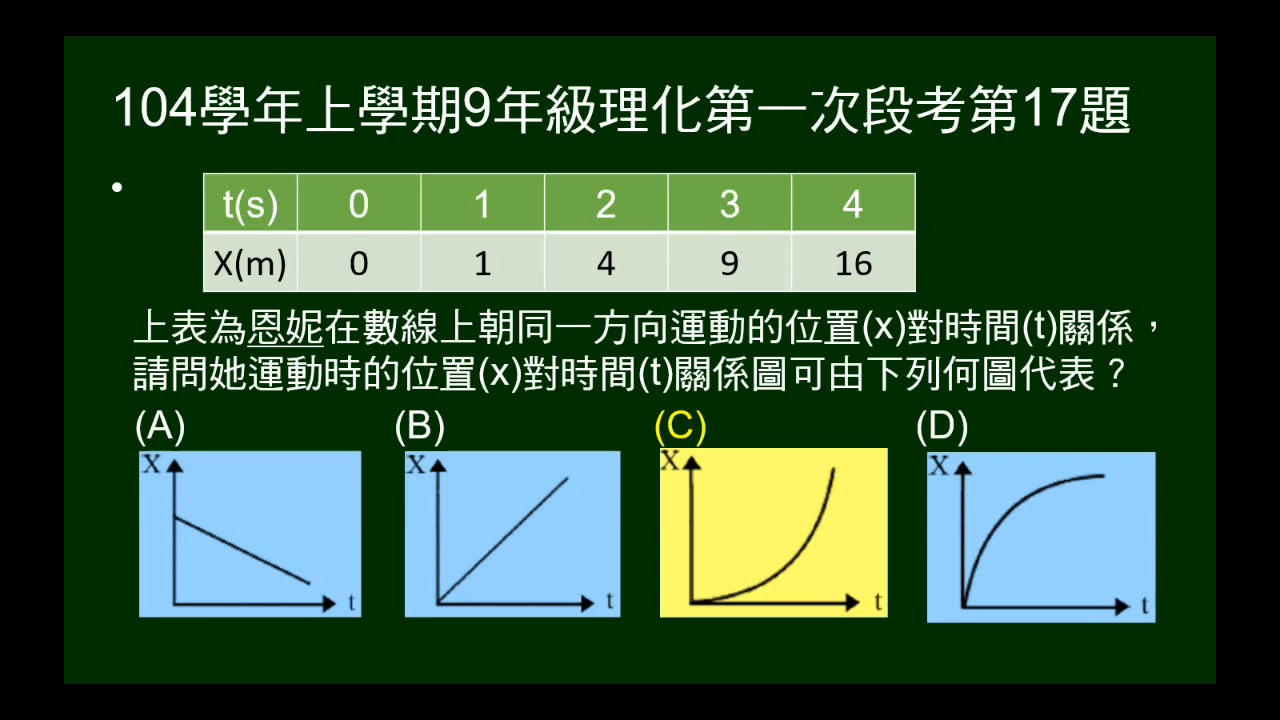 104學年上學期9年級理化第一次段考第17題
•
t(s) 0 1 2 3 4
X(m) 0 1 4 9 16
上表為恩妮在數線上朝同一方向運動的位置(x)對時間(t)關係，
請問她運動時的位置(x)對時間(t)關係圖可由下列何圖代表？
(A) (B) (C) (D)
X X X X
t t t t